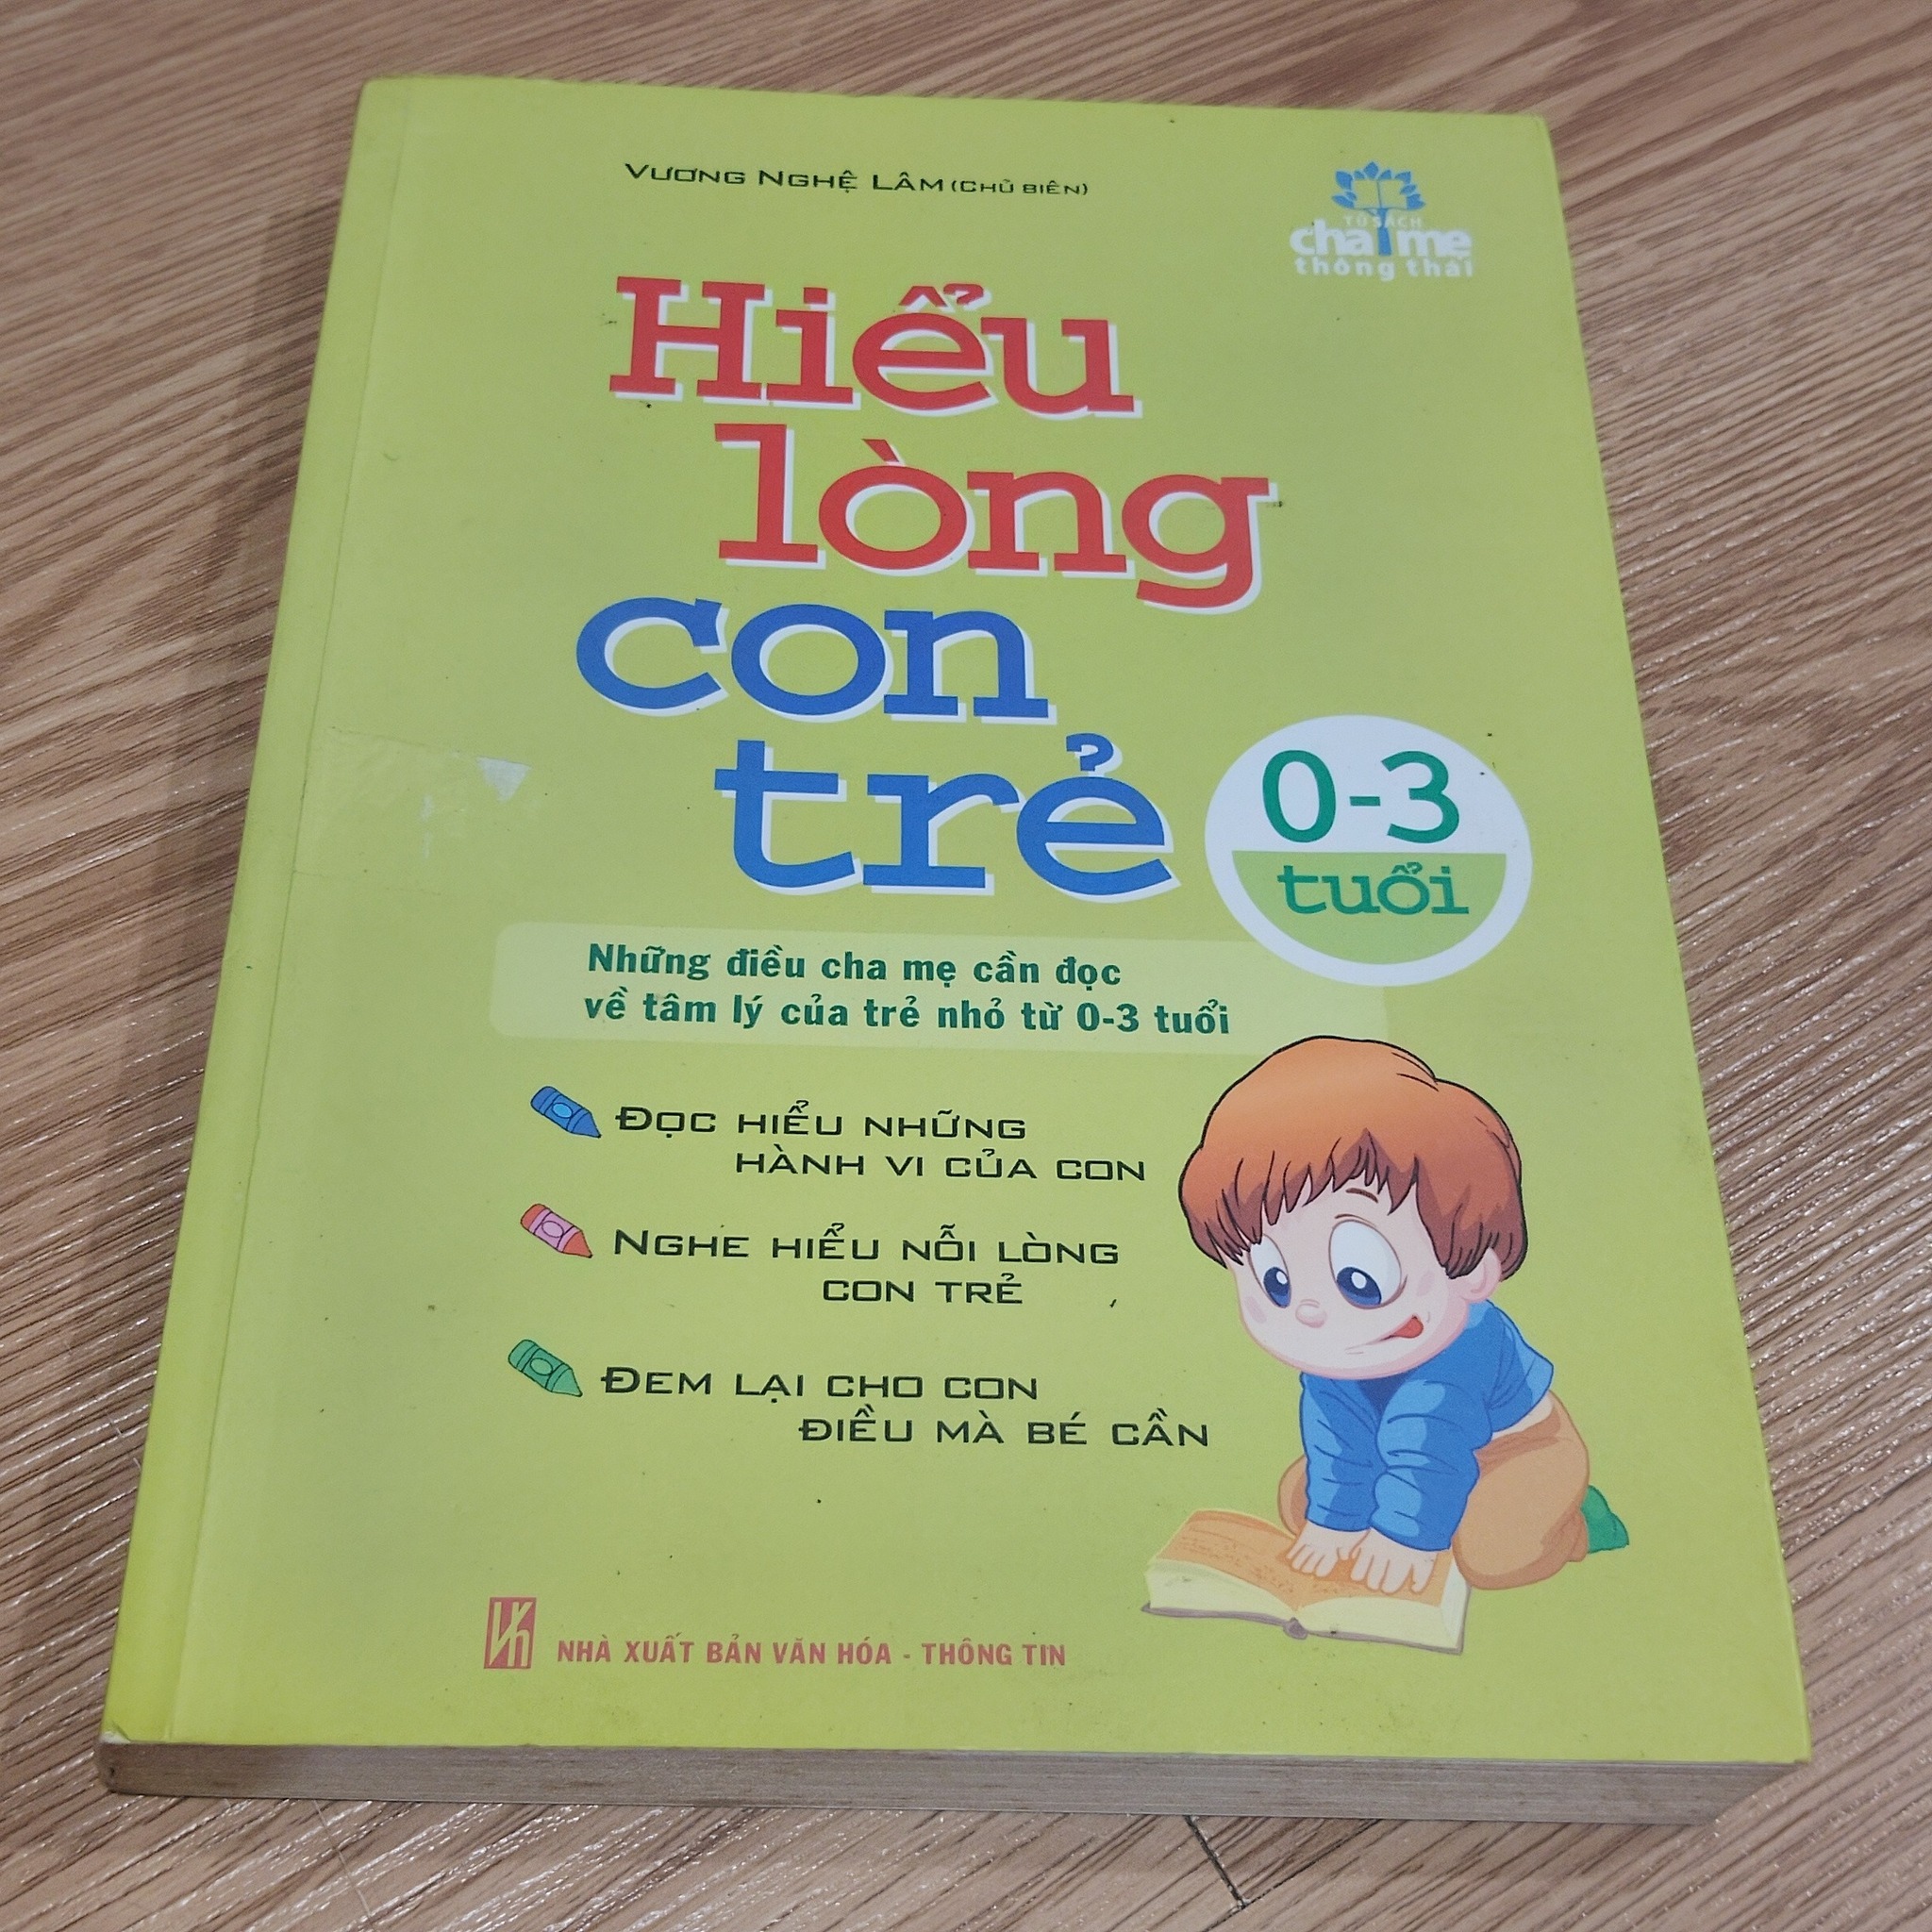 VƯƠNG NGHỆ LÂM (CHỦ BIÊN)
TỦ SÁCH
cha mẹ
thông thái
Hiểu
lòng
con
trẻ
0-3
tuổi
Những điều cha mẹ cần đọc
về tâm lý của trẻ nhỏ từ 0-3 tuổi
ĐỌC HIỂU NHỮNG
HÀNH VI CỦA CON
NGHE HIỂU NỖI LÒNG
CON TRẺ
ĐEM LẠI CHO CON
ĐIỀU MÀ BÉ CẦN
NHÀ XUẤT BẢN VĂN HÓA - THÔNG TIN